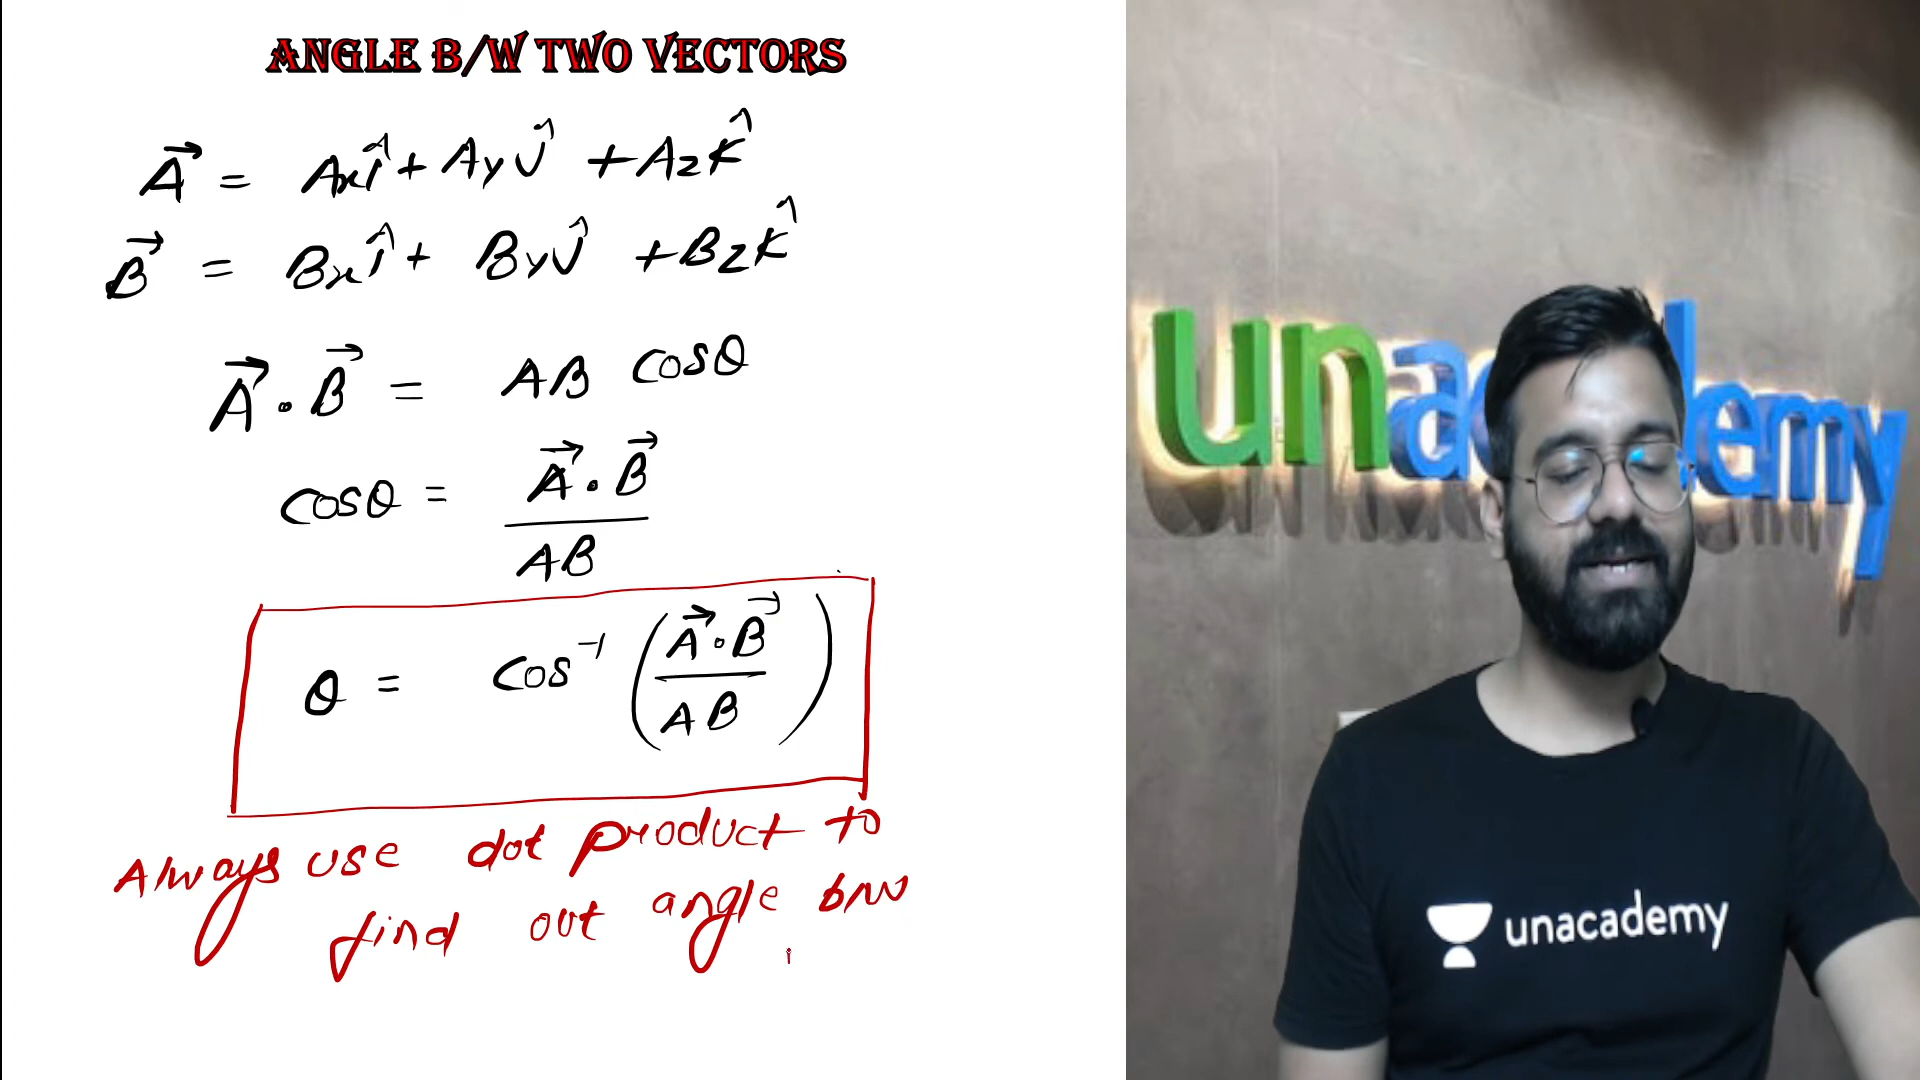 ANGLE B/W TWO VECTORS
A⃗ = Axî + Ayĵ + Azk̂
B⃗ = Bxî + Byĵ + Bzk̂
A⃗ . B⃗ = AB cosθ
cosθ = A⃗ . B⃗ / AB
θ = cos⁻¹ (A⃗ . B⃗ / AB)
Always use dot product to
find out angle b/w
unacademy
unacademy